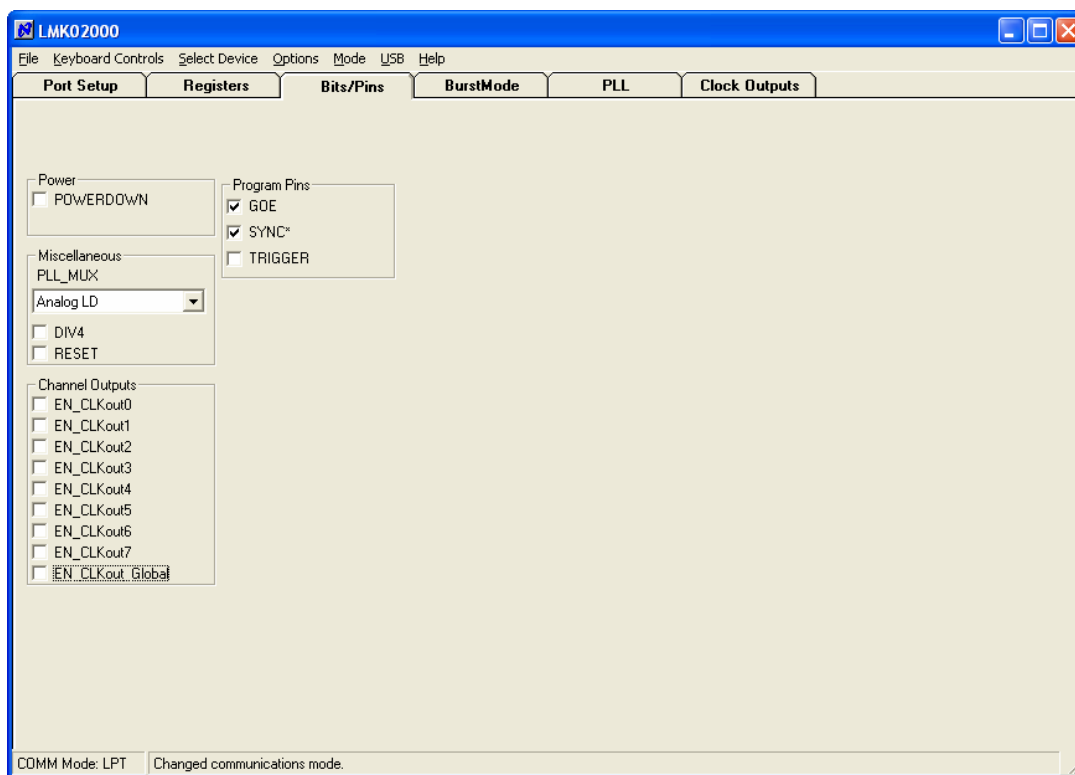 LMK02000
File Keyboard Controls Select Device Options Mode USB Help
Port Setup Registers Bits/Pins BurstMode PLL Clock Outputs
Power
POWERDOWN
Program Pins
GOE
SYNC*
TRIGGER
Miscellaneous
PLL_MUX
Analog LD
DIV4
RESET
Channel Outputs
EN_CLKout0
EN_CLKout1
EN_CLKout2
EN_CLKout3
EN_CLKout4
EN_CLKout5
EN_CLKout6
EN_CLKout7
EN_CLKout_Global
COMM Mode: LPT Changed communications mode.